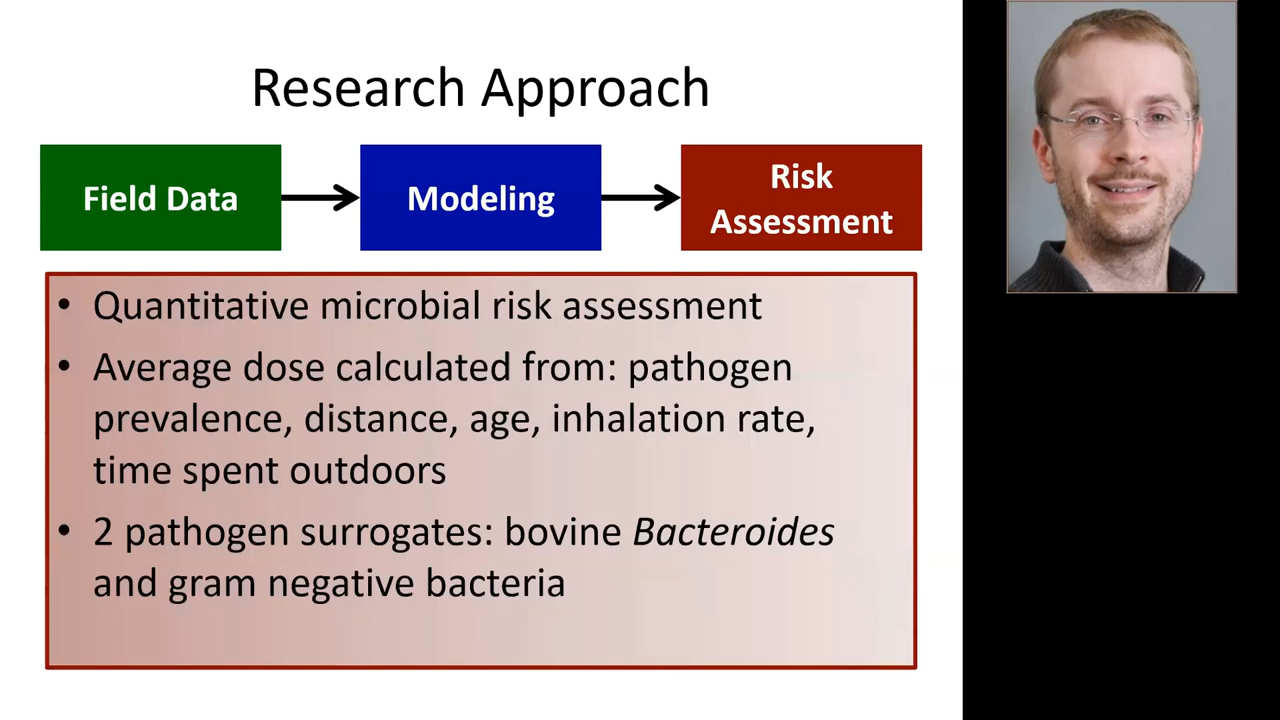 Research Approach
Field Data
Modeling
Risk
Assessment
• Quantitative microbial risk assessment
• Average dose calculated from: pathogen
prevalence, distance, age, inhalation rate,
time spent outdoors
• 2 pathogen surrogates: bovine Bacteroides
and gram negative bacteria